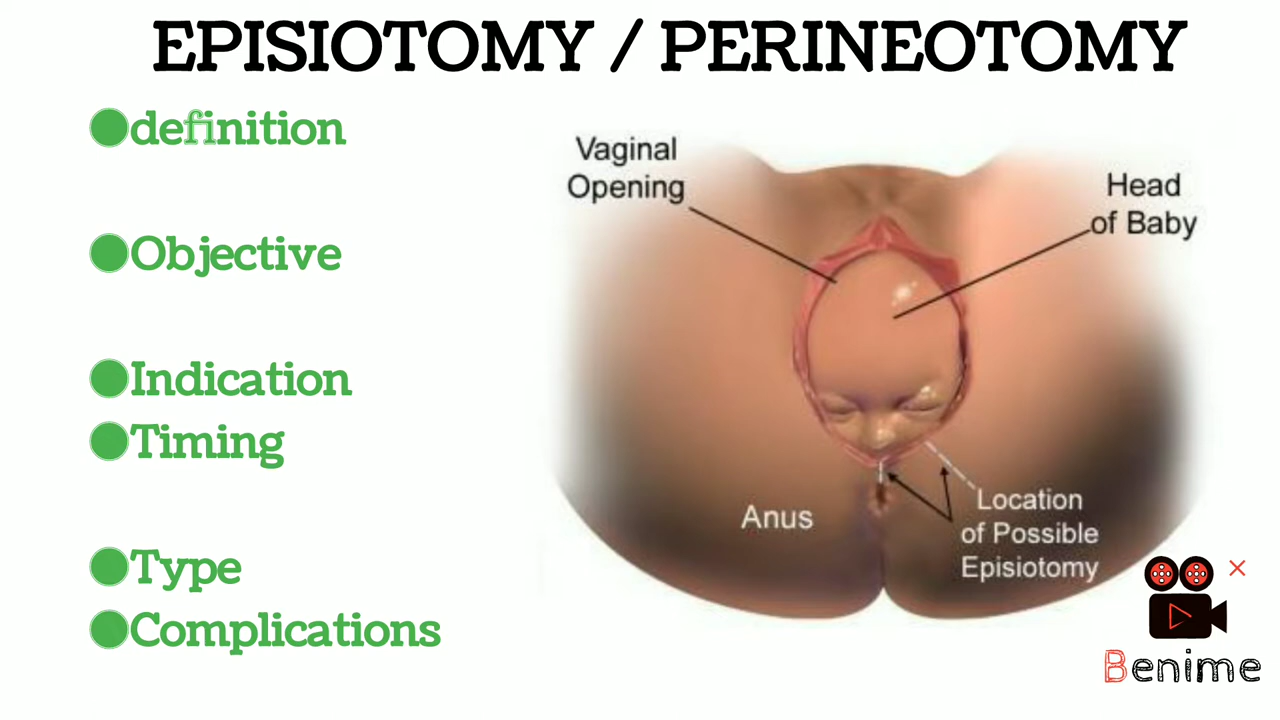 EPISIOTOMY / PERINEOTOMY
●definition
●Objective
●Indication
●Timing
●Type
●Complications
Vaginal
Opening
Head
of Baby
Anus
Location
of Possible
Episiotomy
Benime